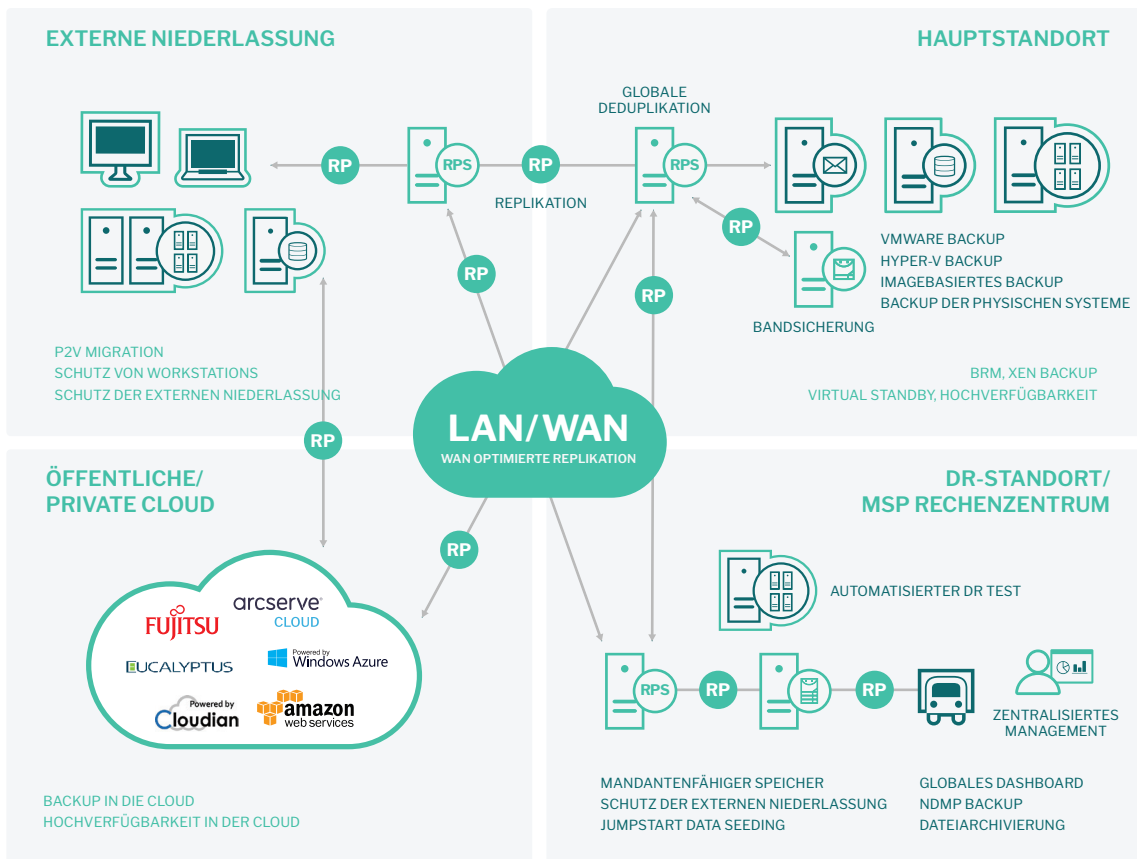 EXTERNE NIEDERLASSUNG
RP
RPS
RP
REPLIKATION
RP
P2V MIGRATION
SCHUTZ VON WORKSTATIONS
SCHUTZ DER EXTERNEN NIEDERLASSUNG
RP
HAUPTSTANDORT
GLOBALE
DEDUPLIKATION
RPS
RP
RP
BANDSICHERUNG
VMWARE BACKUP
HYPER-V BACKUP
IMAGEBASIERTES BACKUP
BACKUP DER PHYSISCHEN SYSTEME
BRM, XEN BACKUP
VIRTUAL STANDBY, HOCHVERFÜGBARKEIT
LAN/WAN
WAN OPTIMIERTE REPLIKATION
ÖFFENTLICHE/
PRIVATE CLOUD
RP
FUJITSU
arcserve®
CLOUD
EUCALYPTUS
Powered by
Windows Azure
Powered by
Cloudian
amazon
web services
BACKUP IN DIE CLOUD
HOCHVERFÜGBARKEIT IN DER CLOUD
DR-STANDORT/
MSP RECHENZENTRUM
AUTOMATISIERTER DR TEST
RPS
RP
RP
ZENTRALISIERTES
MANAGEMENT
MANDANTENFÄHIGER SPEICHER
SCHUTZ DER EXTERNEN NIEDERLASSUNG
JUMPSTART DATA SEEDING
GLOBALES DASHBOARD
NDMP BACKUP
DATEIARCHIVIERUNG